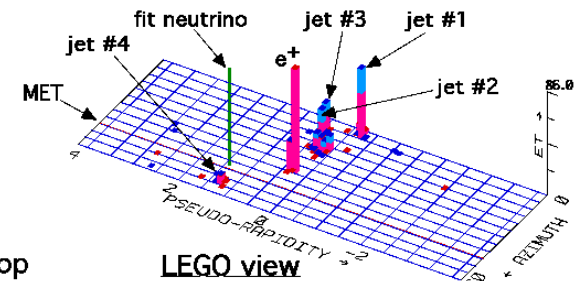 fit neutrino
jet #3
jet #1
jet #4
e+
jet #2
MET
86.0
ET →
4
2
0
-2
PSEUDO-RAPIDITY →
0
← AZIMUTH
op
LEGO view